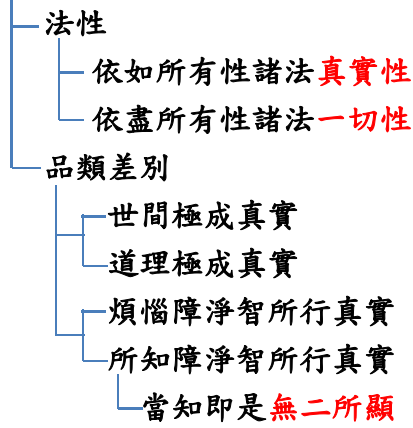 法性
依如所有性諸法真實性
依盡所有性諸法一切性
品類差別
世間極成真實
道理極成真實
煩惱障淨智所行真實
所知障淨智所行真實
當知即是無二所顯